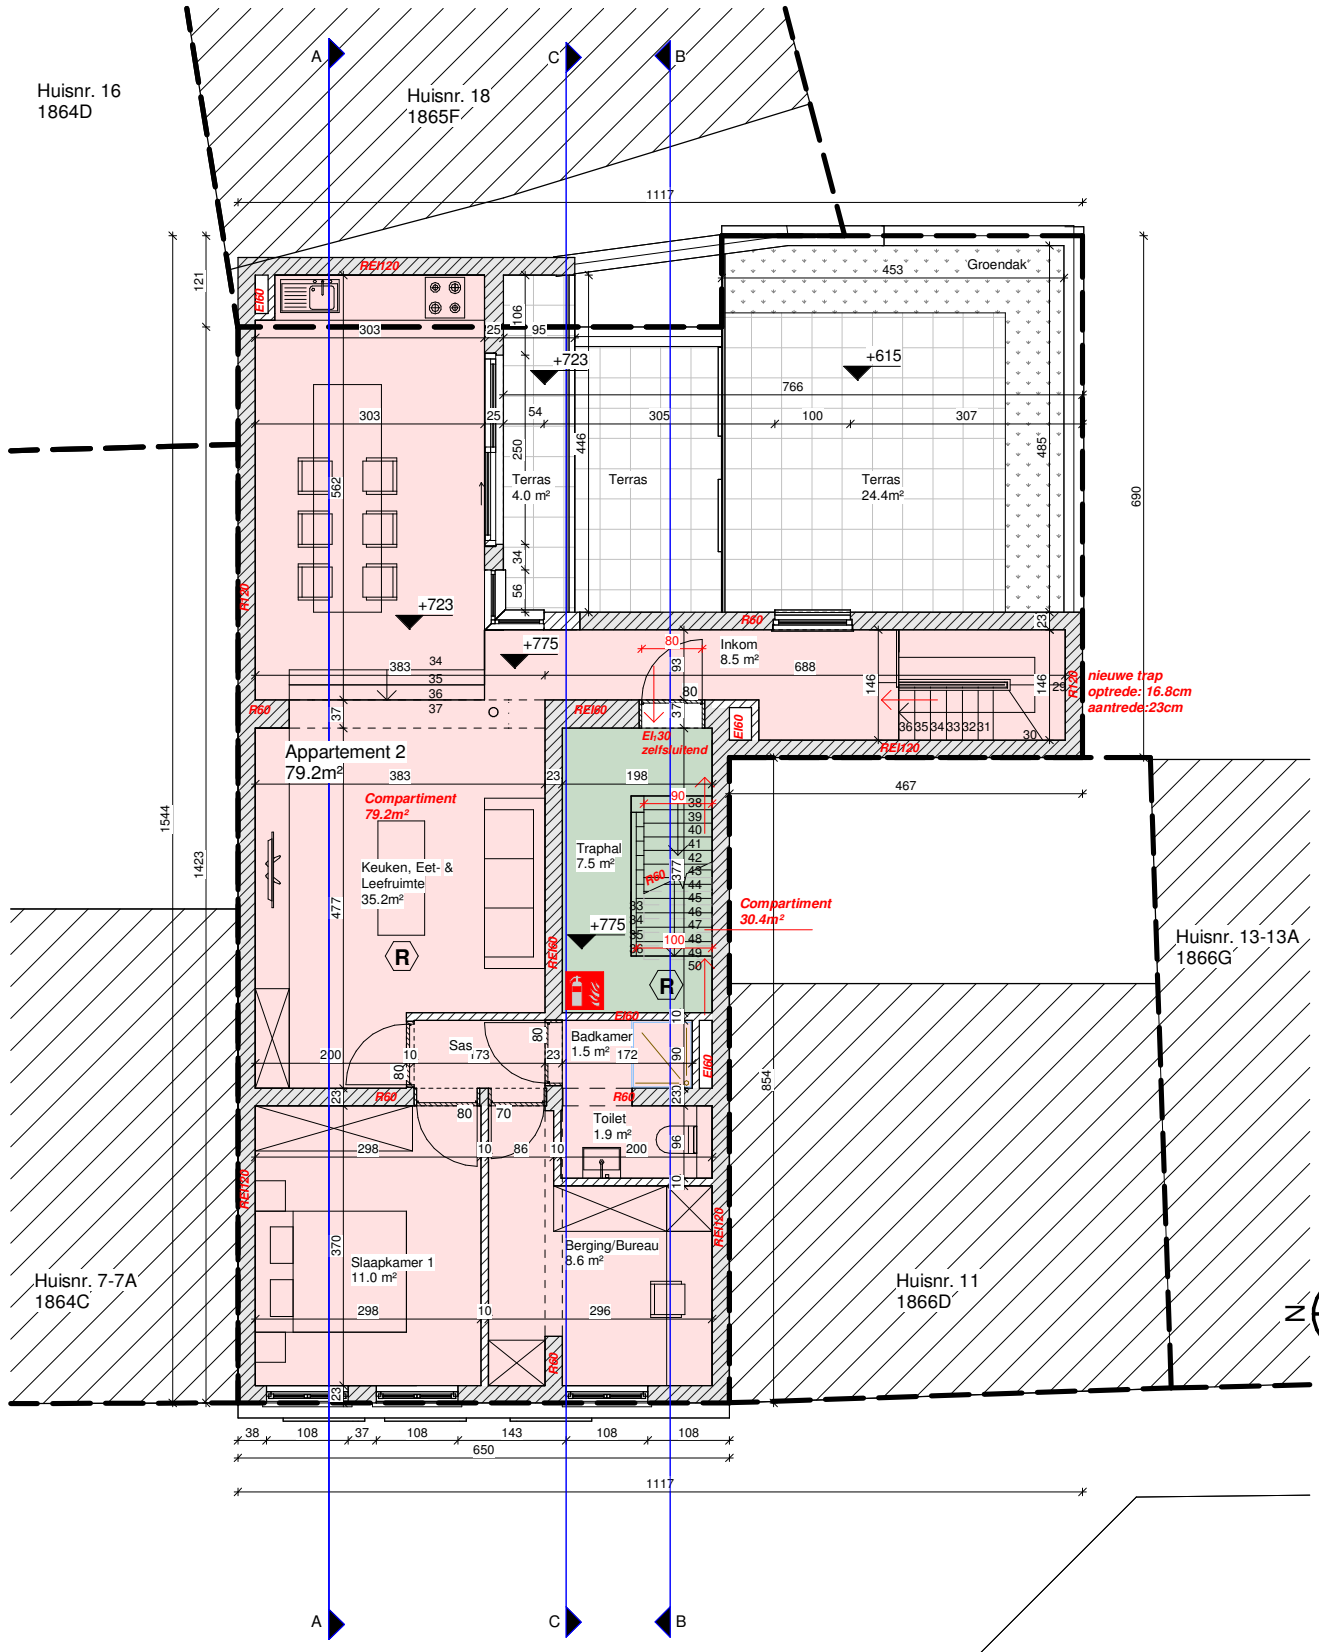 A
C
B
Huisnr. 16
1864D
Huisnr. 18
1865F
1117
REI120
EI60
453
Groendak
121
303
25
95
106
+723
+615
766
303
25
54
305
100
307
250
446
485
690
562
Terras
4.0 m²
Terras
Terras
24.4m²
34
56
R120
+723
+775
R60
23
80
Inkom
8.5 m²
93
383
34
35
36
37
688
146
146
29
R120
nieuwe trap
optrede: 16.8cm
aantrede:23cm
80
R60
37
REI60
37
EI60
EI₁30
zelfsluitend
36
35
34
33
32
31
30
REI120
Appartement 2
79.2m²
383
23
198
467
Compartiment
79.2m²
90
38
39
40
41
42
43
44
45
46
47
48
49
50
1544
1423
Keuken, Eet- &
Leefruimte
35.2m²
Traphal
7.5 m²
377
R60
33
34
35
36
477
Compartiment
30.4m²
+775
REI60
100
R
R
Huisnr. 13-13A
1866G
EI60
10
Sas
80
Badkamer
1.5 m²
200
10
173
23
172
90
EI60
80
854
23
R60
R60
230
80
70
Toilet
1.9 m²
96
298
10
86
10
200
10
REI120
REI120
370
Slaapkamer 1
11.0 m²
Berging/Bureau
8.6 m²
Huisnr. 7-7A
1864C
Huisnr. 11
1866D
N
298
10
296
R60
23
38
108
37
108
143
108
108
650
1117
A
C
B